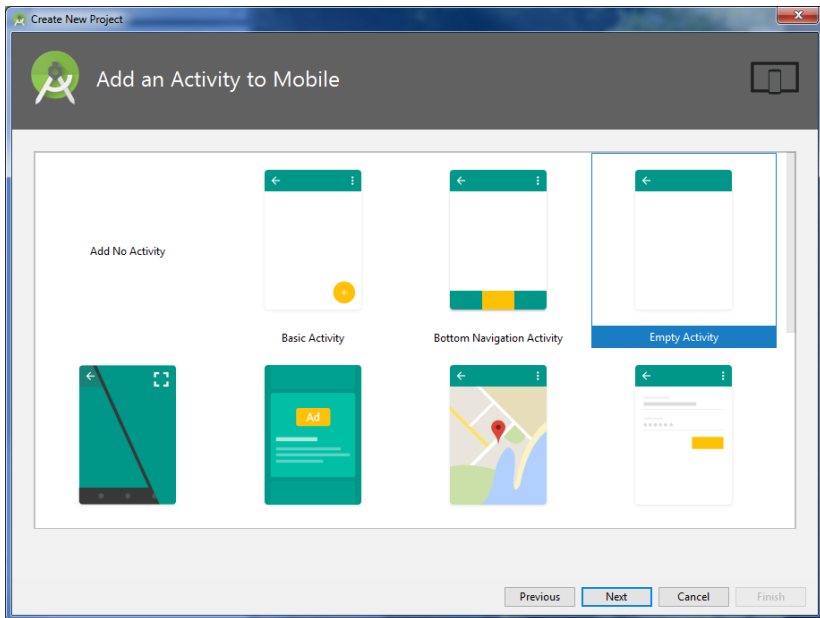 Create New Project
Add an Activity to Mobile
Add No Activity
Basic Activity
Bottom Navigation Activity
Empty Activity
Ad
Previous
Next
Cancel
Finish